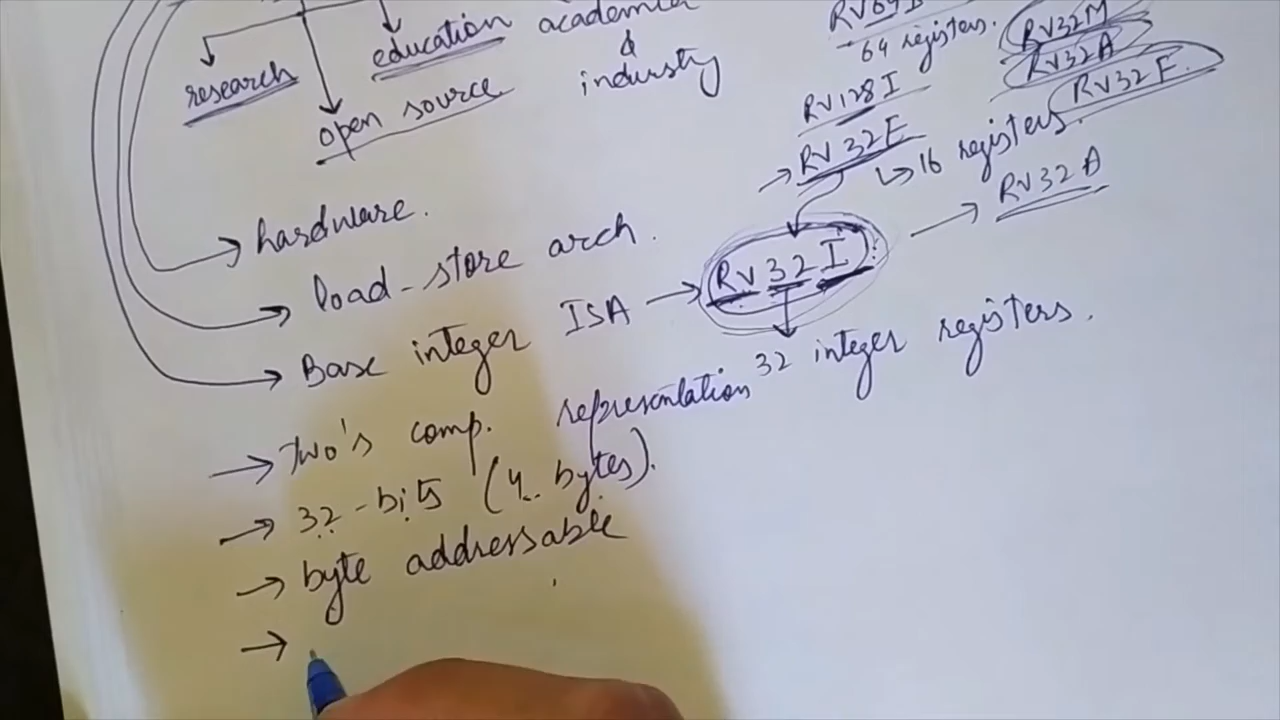 education academia
&
industry
research
open source
RV64I
64 registers.
RV32M
RV32A
RV32F.
RV128I
→ RV32E
↳ 16 registers.
→ RV32A
→ hardware.
→ load-store arch.
→ Base integer ISA → RV32I:
32 integer registers.
→ Two's comp. representation
→ 32-bits (4 bytes).
→ byte addressable
→